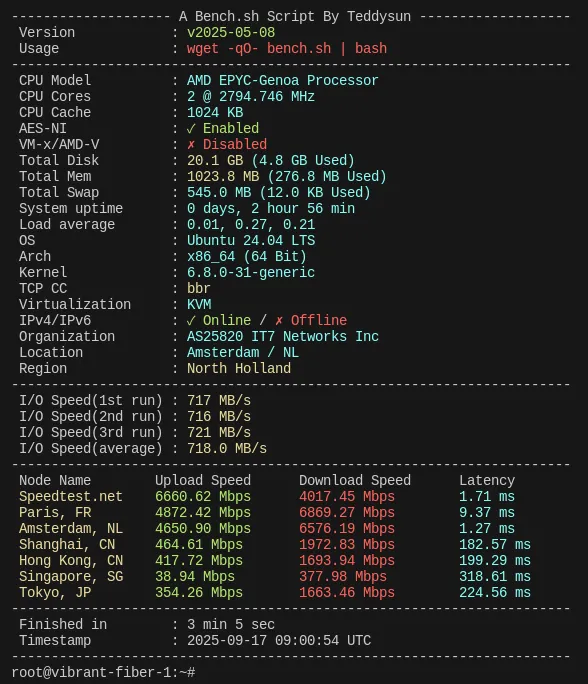 -------------------- A Bench.sh Script By Teddysun -------------------
Version : v2025-05-08
Usage : wget -qO- bench.sh | bash
----------------------------------------------------------------------
CPU Model : AMD EPYC-Genoa Processor
CPU Cores : 2 @ 2794.746 MHz
CPU Cache : 1024 KB
AES-NI : ✓ Enabled
VM-x/AMD-V : ✗ Disabled
Total Disk : 20.1 GB (4.8 GB Used)
Total Mem : 1023.8 MB (276.8 MB Used)
Total Swap : 545.0 MB (12.0 KB Used)
System uptime : 0 days, 2 hour 56 min
Load average : 0.01, 0.27, 0.21
OS : Ubuntu 24.04 LTS
Arch : x86_64 (64 Bit)
Kernel : 6.8.0-31-generic
TCP CC : bbr
Virtualization : KVM
IPv4/IPv6 : ✓ Online / ✗ Offline
Organization : AS25820 IT7 Networks Inc
Location : Amsterdam / NL
Region : North Holland
----------------------------------------------------------------------
I/O Speed(1st run) : 717 MB/s
I/O Speed(2nd run) : 716 MB/s
I/O Speed(3rd run) : 721 MB/s
I/O Speed(average) : 718.0 MB/s
----------------------------------------------------------------------
Node Name Upload Speed Download Speed Latency
Speedtest.net 6660.62 Mbps 4017.45 Mbps 1.71 ms
Paris, FR 4872.42 Mbps 6869.27 Mbps 9.37 ms
Amsterdam, NL 4650.90 Mbps 6576.19 Mbps 1.27 ms
Shanghai, CN 464.61 Mbps 1972.83 Mbps 182.57 ms
Hong Kong, CN 417.72 Mbps 1693.94 Mbps 199.29 ms
Singapore, SG 38.94 Mbps 377.98 Mbps 318.61 ms
Tokyo, JP 354.26 Mbps 1663.46 Mbps 224.56 ms
----------------------------------------------------------------------
Finished in : 3 min 5 sec
Timestamp : 2025-09-17 09:00:54 UTC
----------------------------------------------------------------------
root@vibrant-fiber-1:~#